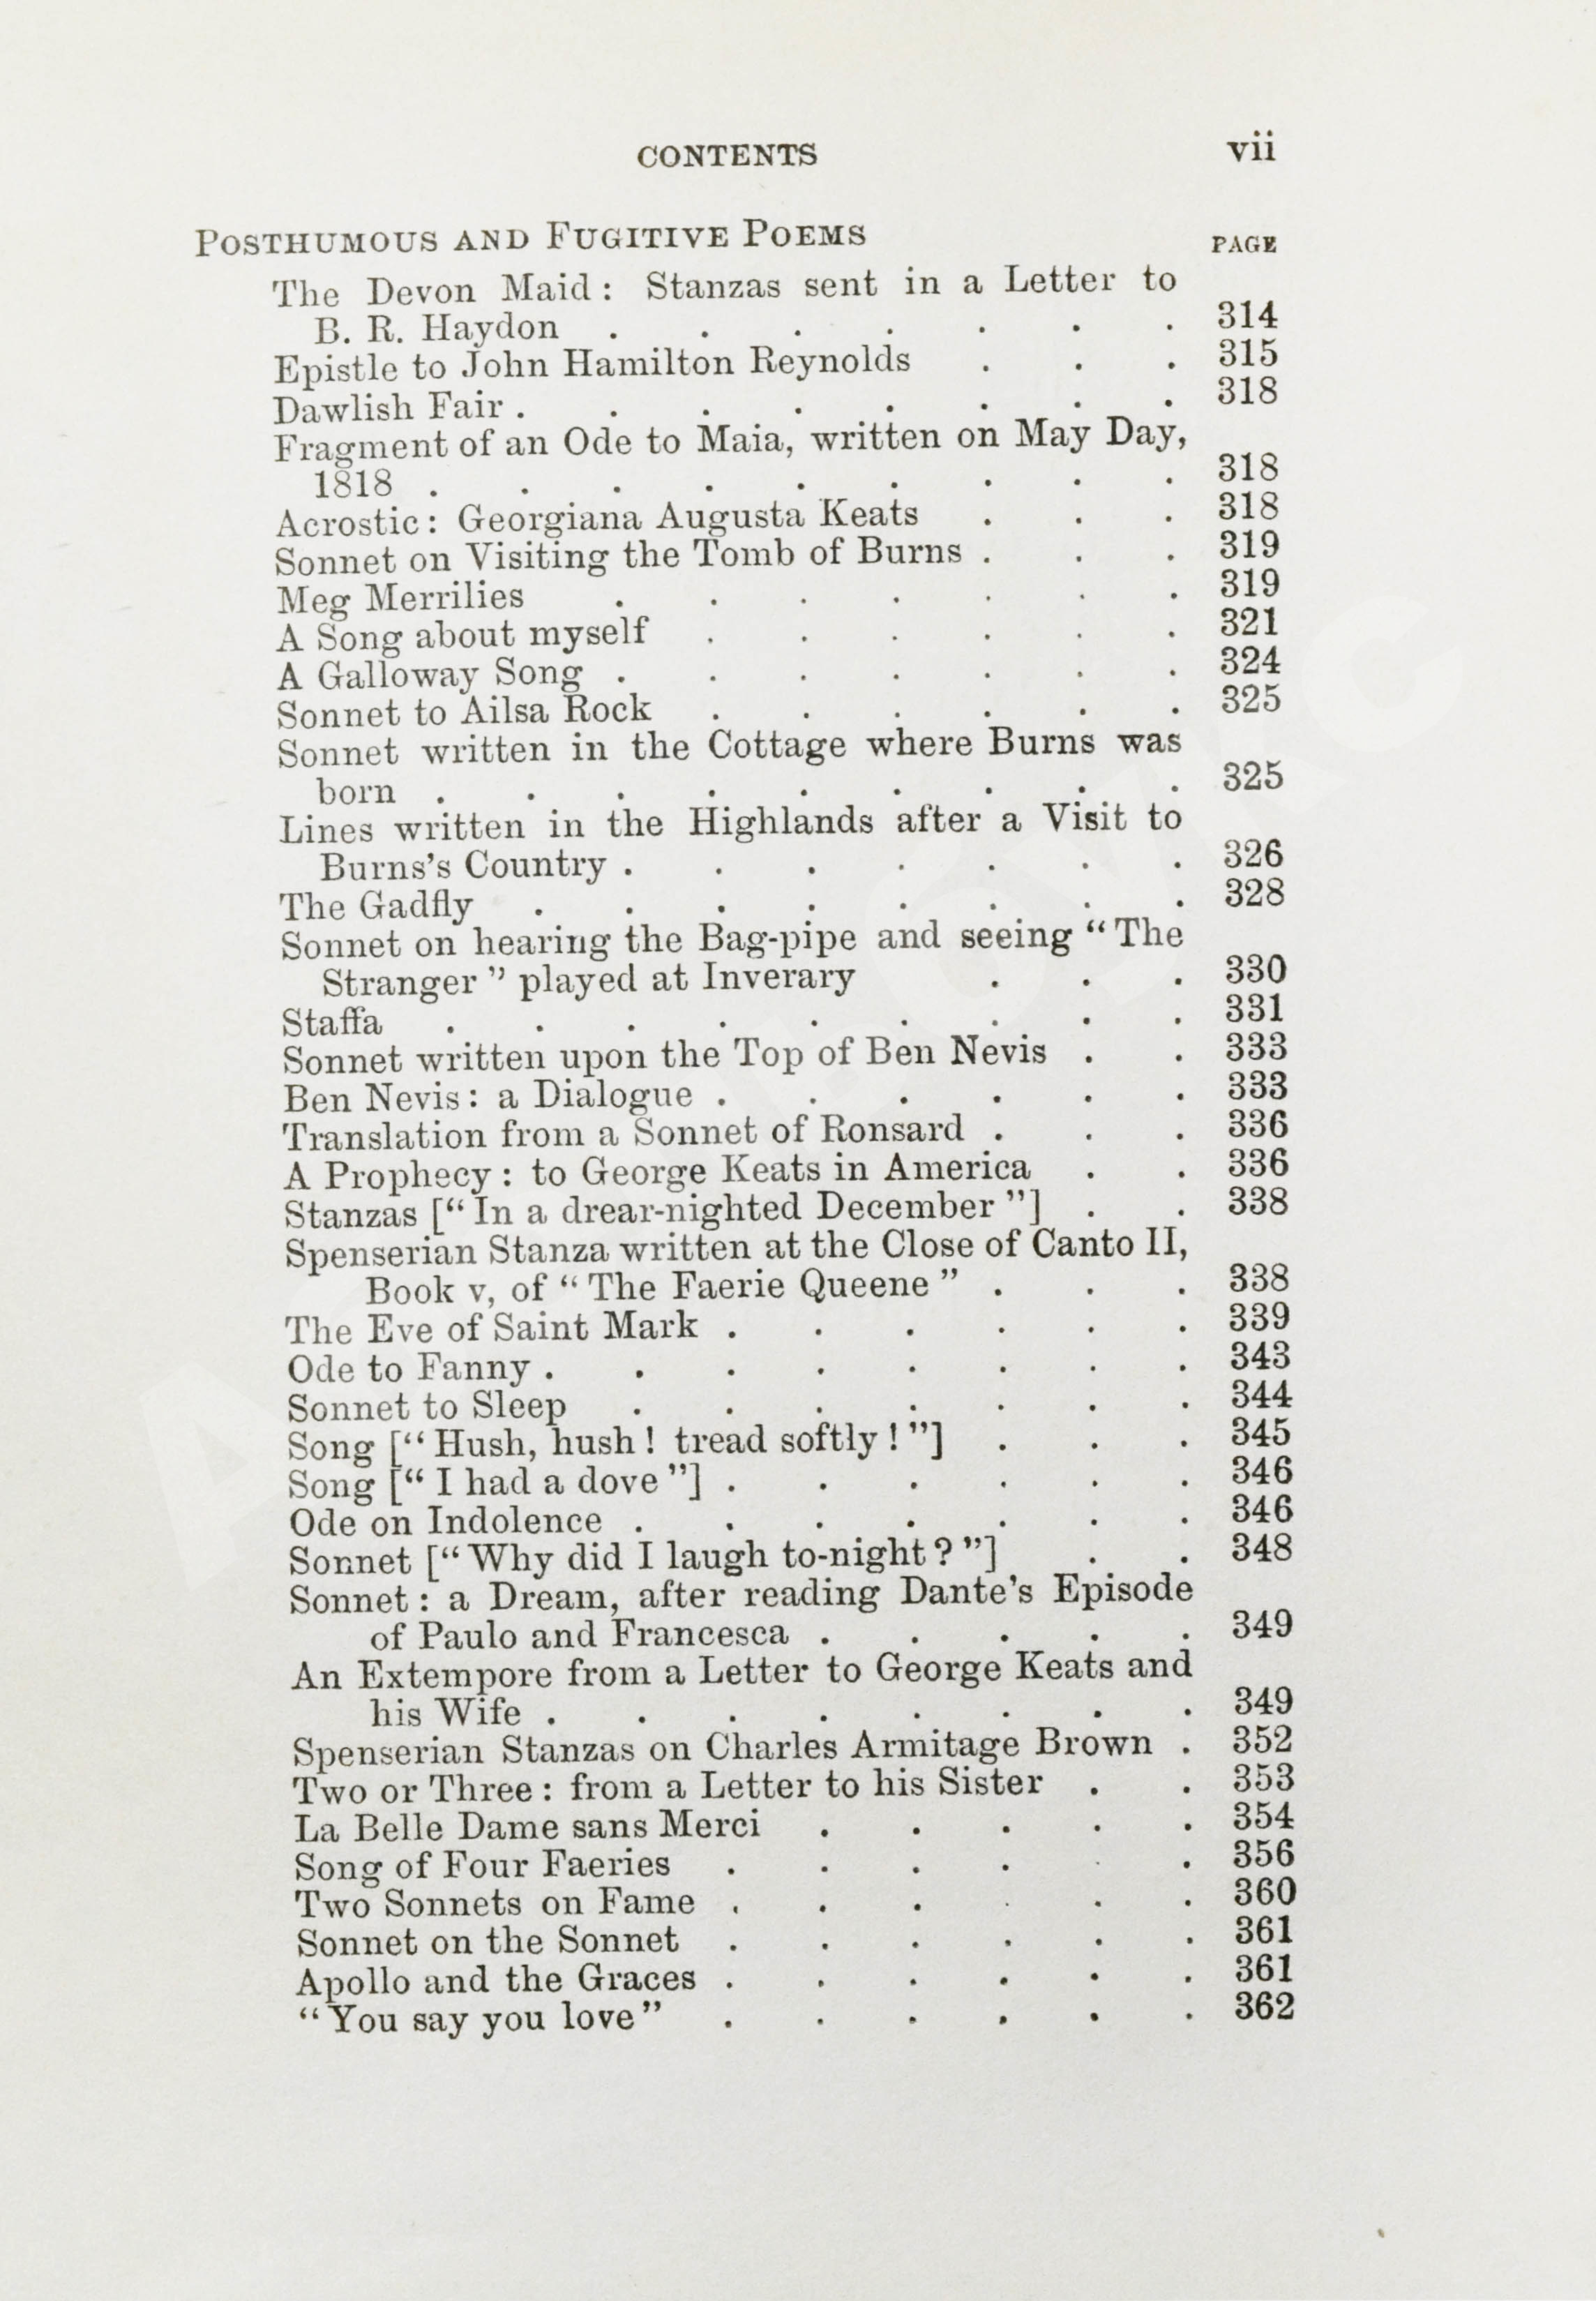 CONTENTS vii
POSTHUMOUS AND FUGITIVE POEMS PAGE
The Devon Maid: Stanzas sent in a Letter to
B. R. Haydon . . . . . . . 314
Epistle to John Hamilton Reynolds . . . 315
Dawlish Fair . . . . . . . . 318
Fragment of an Ode to Maia, written on May Day,
1818 . . . . . . . . . 318
Acrostic: Georgiana Augusta Keats . . . 318
Sonnet on Visiting the Tomb of Burns . . . 319
Meg Merrilies . . . . . . . 319
A Song about myself . . . . . . 321
A Galloway Song . . . . . . . 324
Sonnet to Ailsa Rock . . . . . . 325
Sonnet written in the Cottage where Burns was
born . . . . . . . . . 325
Lines written in the Highlands after a Visit to
Burns's Country . . . . . . . 326
The Gadfly . . . . . . . . 328
Sonnet on hearing the Bag-pipe and seeing “The
Stranger” played at Inverary . . . 330
Staffa . . . . . . . . . 331
Sonnet written upon the Top of Ben Nevis . . 333
Ben Nevis: a Dialogue . . . . . . 333
Translation from a Sonnet of Ronsard . . . 336
A Prophecy: to George Keats in America . . 336
Stanzas [“In a drear-nighted December”] . . 338
Spenserian Stanza written at the Close of Canto II,
Book v, of “The Faerie Queene” . . . 338
The Eve of Saint Mark . . . . . . 339
Ode to Fanny . . . . . . . . 343
Sonnet to Sleep . . . . . . . 344
Song [“Hush, hush! tread softly!”] . . . 345
Song [“I had a dove”] . . . . . . 346
Ode on Indolence . . . . . . . 346
Sonnet [“Why did I laugh to-night?”] . . 348
Sonnet: a Dream, after reading Dante's Episode
of Paulo and Francesca . . . . . 349
An Extempore from a Letter to George Keats and
his Wife . . . . . . . . 349
Spenserian Stanzas on Charles Armitage Brown . 352
Two or Three: from a Letter to his Sister . . 353
La Belle Dame sans Merci . . . . . 354
Song of Four Faeries . . . . . . 356
Two Sonnets on Fame . . . . . . 360
Sonnet on the Sonnet . . . . . . 361
Apollo and the Graces . . . . . . 361
“You say you love” . . . . . . 362